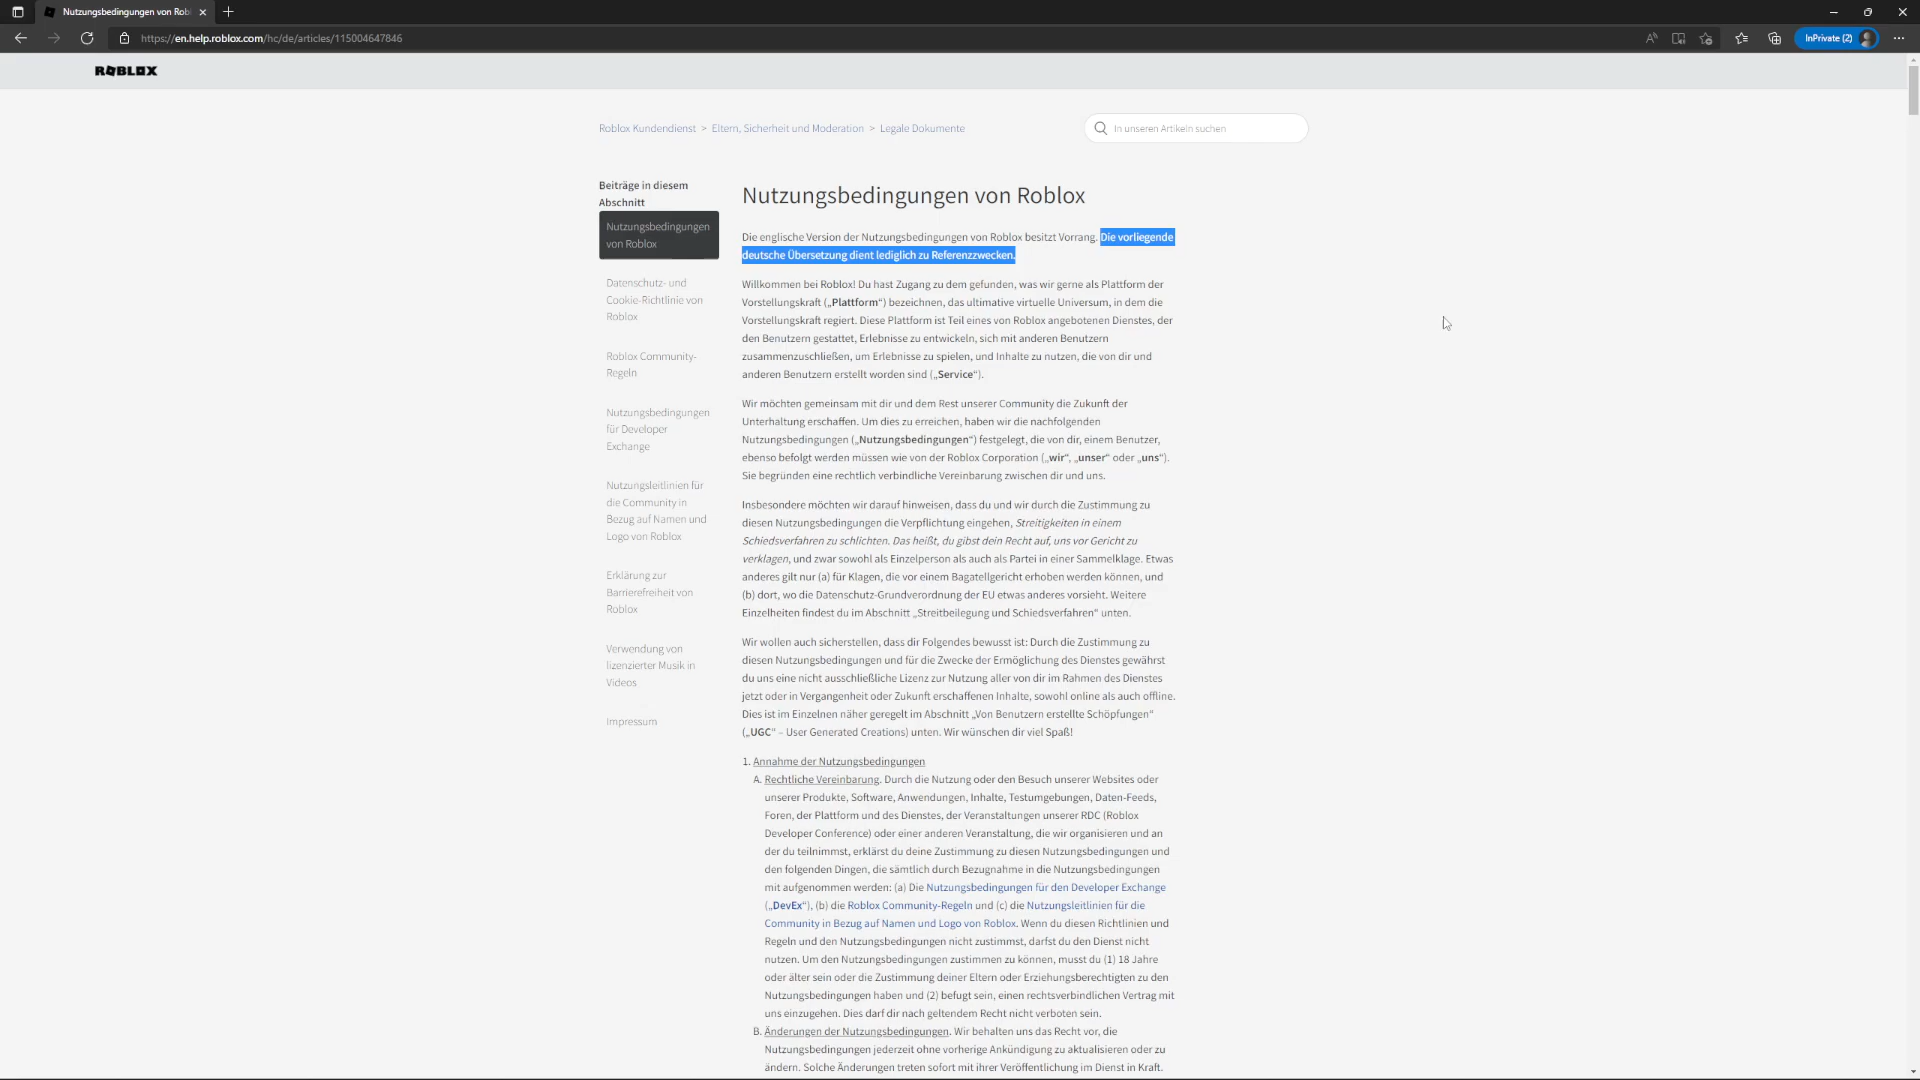 Nutzungsbedingungen von Rob
https://en.help.roblox.com/hc/de/articles/115004647846
InPrivate (2)
ROBLOX
Roblox Kundendienst > Eltern, Sicherheit und Moderation > Legale Dokumente
In unseren Artikeln suchen
Beiträge in diesem
Abschnitt
Nutzungsbedingungen
von Roblox
Datenschutz- und
Cookie-Richtlinie von
Roblox
Roblox Community-
Regeln
Nutzungsbedingungen
für Developer
Exchange
Nutzungsleitlinien für
die Community in
Bezug auf Namen und
Logo von Roblox
Erklärung zur
Barrierefreiheit von
Roblox
Verwendung von
lizenzierter Musik in
Videos
Impressum
Nutzungsbedingungen von Roblox
Die englische Version der Nutzungsbedingungen von Roblox besitzt Vorrang. Die vorliegende
deutsche Übersetzung dient lediglich zu Referenzzwecken.
Willkommen bei Roblox! Du hast Zugang zu dem gefunden, was wir gerne als Plattform der
Vorstellungskraft („Plattform“) bezeichnen, das ultimative virtuelle Universum, in dem die
Vorstellungskraft regiert. Diese Plattform ist Teil eines von Roblox angebotenen Dienstes, der
den Benutzern gestattet, Erlebnisse zu entwickeln, sich mit anderen Benutzern
zusammenzuschließen, um Erlebnisse zu spielen, und Inhalte zu nutzen, die von dir und
anderen Benutzern erstellt worden sind („Service“).
Wir möchten gemeinsam mit dir und dem Rest unserer Community die Zukunft der
Unterhaltung erschaffen. Um dies zu erreichen, haben wir die nachfolgenden
Nutzungsbedingungen („Nutzungsbedingungen“) festgelegt, die von dir, einem Benutzer,
ebenso befolgt werden müssen wie von der Roblox Corporation („wir“, „unser“ oder „uns“).
Sie begründen eine rechtlich verbindliche Vereinbarung zwischen dir und uns.
Insbesondere möchten wir darauf hinweisen, dass du und wir durch die Zustimmung zu
diesen Nutzungsbedingungen die Verpflichtung eingehen, Streitigkeiten in einem
Schiedsverfahren zu schlichten. Das heißt, du gibst dein Recht auf, uns vor Gericht zu
verklagen, und zwar sowohl als Einzelperson als auch als Partei in einer Sammelklage. Etwas
anderes gilt nur (a) für Klagen, die vor einem Bagatellgericht erhoben werden können, und
(b) dort, wo die Datenschutz-Grundverordnung der EU etwas anderes vorsieht. Weitere
Einzelheiten findest du im Abschnitt „Streitbeilegung und Schiedsverfahren“ unten.
Wir wollen auch sicherstellen, dass dir Folgendes bewusst ist: Durch die Zustimmung zu
diesen Nutzungsbedingungen und für die Zwecke der Ermöglichung des Dienstes gewährst
du uns eine nicht ausschließliche Lizenz zur Nutzung aller von dir im Rahmen des Dienstes
jetzt oder in Vergangenheit oder Zukunft erschaffenen Inhalte, sowohl online als auch offline.
Dies ist im Einzelnen näher geregelt im Abschnitt „Von Benutzern erstellte Schöpfungen“
(„UGC“ – User Generated Creations) unten. Wir wünschen dir viel Spaß!
1. Annahme der Nutzungsbedingungen
A. Rechtliche Vereinbarung. Durch die Nutzung oder den Besuch unserer Websites oder
unserer Produkte, Software, Anwendungen, Inhalte, Testumgebungen, Daten-Feeds,
Foren, der Plattform und des Dienstes, der Veranstaltungen unserer RDC (Roblox
Developer Conference) oder einer anderen Veranstaltung, die wir organisieren und an
der du teilnimmst, erklärst du deine Zustimmung zu diesen Nutzungsbedingungen und
den folgenden Dingen, die sämtlich durch Bezugnahme in die Nutzungsbedingungen
mit aufgenommen werden: (a) Die Nutzungsbedingungen für den Developer Exchange
(„DevEx“), (b) die Roblox Community-Regeln und (c) die Nutzungsleitlinien für die
Community in Bezug auf Namen und Logo von Roblox. Wenn du diesen Richtlinien und
Regeln und den Nutzungsbedingungen nicht zustimmst, darfst du den Dienst nicht
nutzen. Um den Nutzungsbedingungen zustimmen zu können, musst du (1) 18 Jahre
oder älter sein oder die Zustimmung deiner Eltern oder Erziehungsberechtigten zu den
Nutzungsbedingungen haben und (2) befugt sein, einen rechtsverbindlichen Vertrag mit
uns einzugehen. Dies darf dir nach geltendem Recht nicht verboten sein.
B. Änderungen der Nutzungsbedingungen. Wir behalten uns das Recht vor, die
Nutzungsbedingungen jederzeit ohne vorherige Ankündigung zu aktualisieren oder zu
ändern. Solche Änderungen treten sofort mit ihrer Veröffentlichung im Dienst in Kraft.